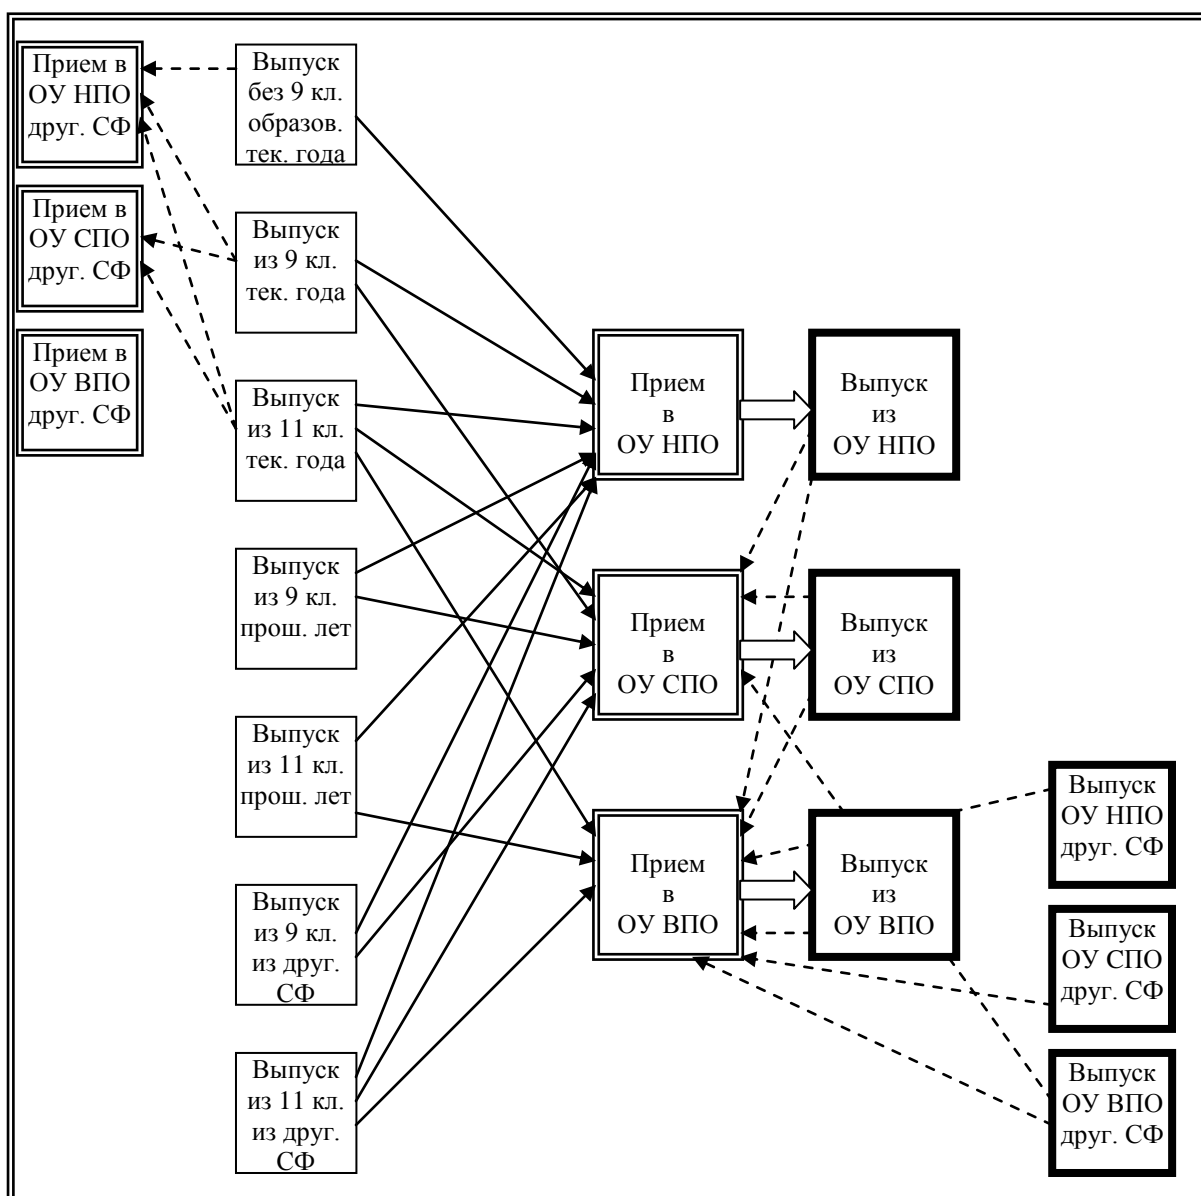 Прием в
ОУ НПО
друг. СФ
Прием в
ОУ СПО
друг. СФ
Прием в
ОУ ВПО
друг. СФ
Выпуск
без 9 кл.
образов.
тек. года
Выпуск
из 9 кл.
тек. года
Выпуск
из 11 кл.
тек. года
Выпуск
из 9 кл.
прош. лет
Выпуск
из 11 кл.
прош. лет
Выпуск
из 9 кл.
из друг.
СФ
Выпуск
из 11 кл.
из друг.
СФ
Прием
в
ОУ НПО
Прием
в
ОУ СПО
Прием
в
ОУ ВПО
Выпуск
из
ОУ НПО
Выпуск
из
ОУ СПО
Выпуск
из
ОУ ВПО
Выпуск
ОУ НПО
друг. СФ
Выпуск
ОУ СПО
друг. СФ
Выпуск
ОУ ВПО
друг. СФ